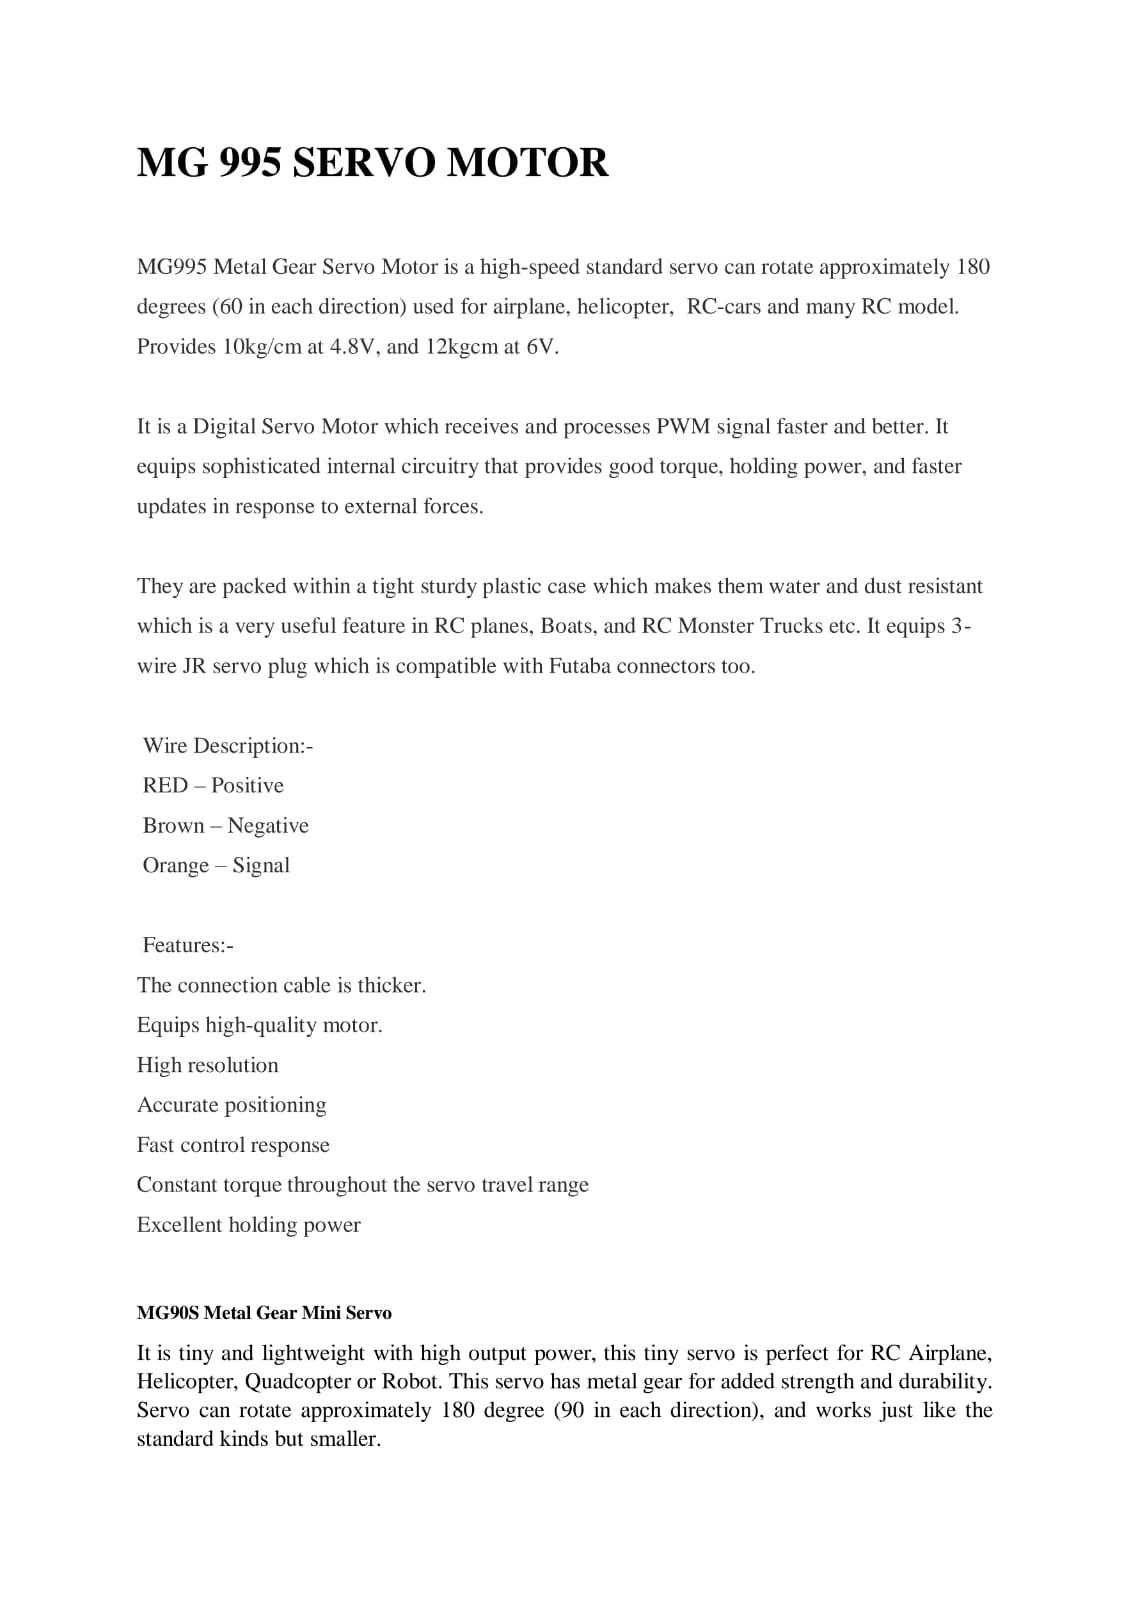 MG 995 SERVO MOTOR
MG995 Metal Gear Servo Motor is a high-speed standard servo can rotate approximately 180
degrees (60 in each direction) used for airplane, helicopter,  RC-cars and many RC model.
Provides 10kg/cm at 4.8V, and 12kgcm at 6V.
It is a Digital Servo Motor which receives and processes PWM signal faster and better. It
equips sophisticated internal circuitry that provides good torque, holding power, and faster
updates in response to external forces.
They are packed within a tight sturdy plastic case which makes them water and dust resistant
which is a very useful feature in RC planes, Boats, and RC Monster Trucks etc. It equips 3-
wire JR servo plug which is compatible with Futaba connectors too.
Wire Description:-
RED – Positive
Brown – Negative
Orange – Signal
Features:-
The connection cable is thicker.
Equips high-quality motor.
High resolution
Accurate positioning
Fast control response
Constant torque throughout the servo travel range
Excellent holding power
MG90S Metal Gear Mini Servo
It is tiny and lightweight with high output power, this tiny servo is perfect for RC Airplane,
Helicopter, Quadcopter or Robot. This servo has metal gear for added strength and durability.
Servo can rotate approximately 180 degree (90 in each direction), and works just like the
standard kinds but smaller.